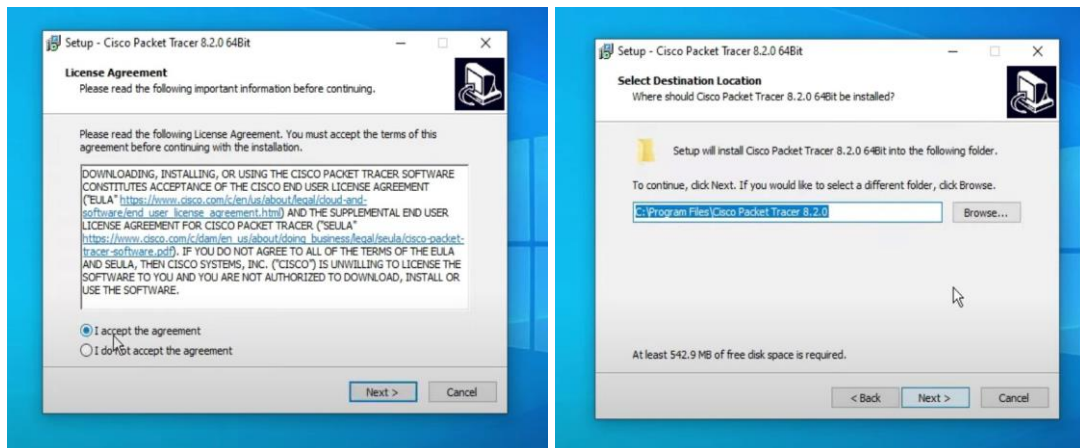 Setup - Cisco Packet Tracer 8.2.0 64Bit
License Agreement
Please read the following important information before continuing.
Please read the following License Agreement. You must accept the terms of this
agreement before continuing with the installation.
DOWNLOADING, INSTALLING, OR USING THE CISCO PACKET TRACER SOFTWARE
CONSTITUTES ACCEPTANCE OF THE CISCO END USER LICENSE AGREEMENT
("EULA" https://www.cisco.com/c/en/us/about/legal/cloud-and-
software/end_user_license_agreement.html) AND THE SUPPLEMENTAL END USER
LICENSE AGREEMENT FOR CISCO PACKET TRACER ("SEULA"
https://www.cisco.com/c/dam/en_us/about/doing_business/legal/seula/cisco-packet-
tracer-software.pdf). IF YOU DO NOT AGREE TO ALL OF THE TERMS OF THE EULA
AND SEULA, THEN CISCO SYSTEMS, INC. ("CISCO") IS UNWILLING TO LICENSE THE
SOFTWARE TO YOU AND YOU ARE NOT AUTHORIZED TO DOWNLOAD, INSTALL OR
USE THE SOFTWARE.
I accept the agreement
I do not accept the agreement
Next >
Cancel
Setup - Cisco Packet Tracer 8.2.0 64Bit
Select Destination Location
Where should Cisco Packet Tracer 8.2.0 64Bit be installed?
Setup will install Cisco Packet Tracer 8.2.0 64Bit into the following folder.
To continue, click Next. If you would like to select a different folder, click Browse.
C:\Program Files\Cisco Packet Tracer 8.2.0
Browse...
At least 542.9 MB of free disk space is required.
< Back
Next >
Cancel